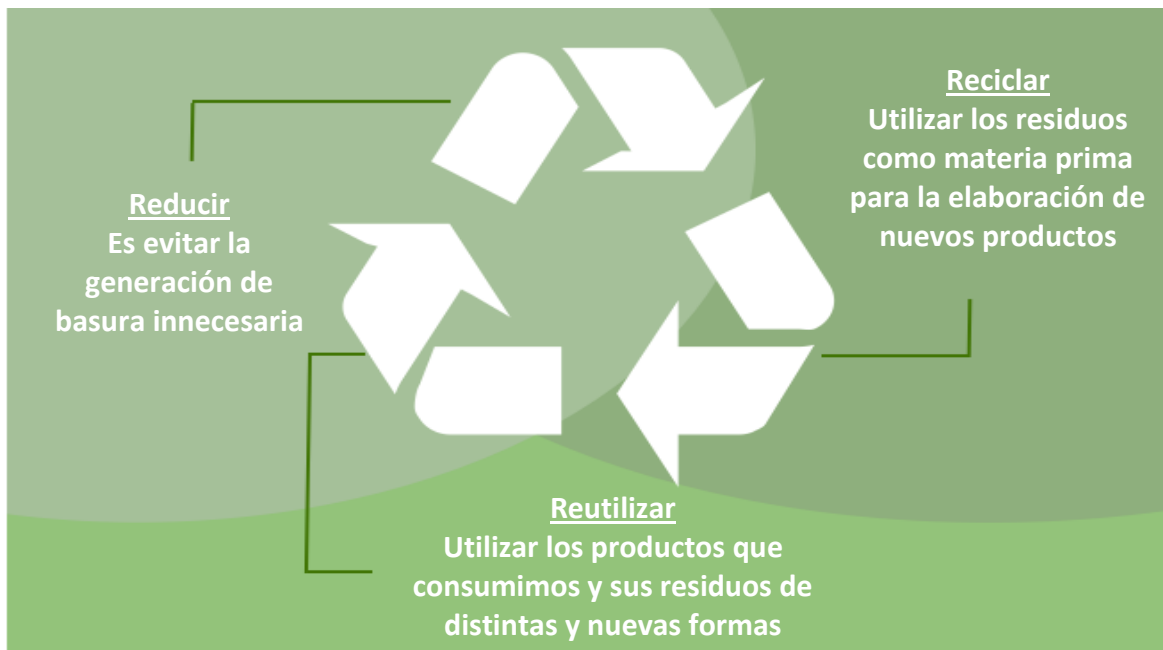 Reducir
Es evitar la
generación de
basura innecesaria
Reciclar
Utilizar los residuos
como materia prima
para la elaboración de
nuevos productos
Reutilizar
Utilizar los productos que
consumimos y sus residuos de
distintas y nuevas formas